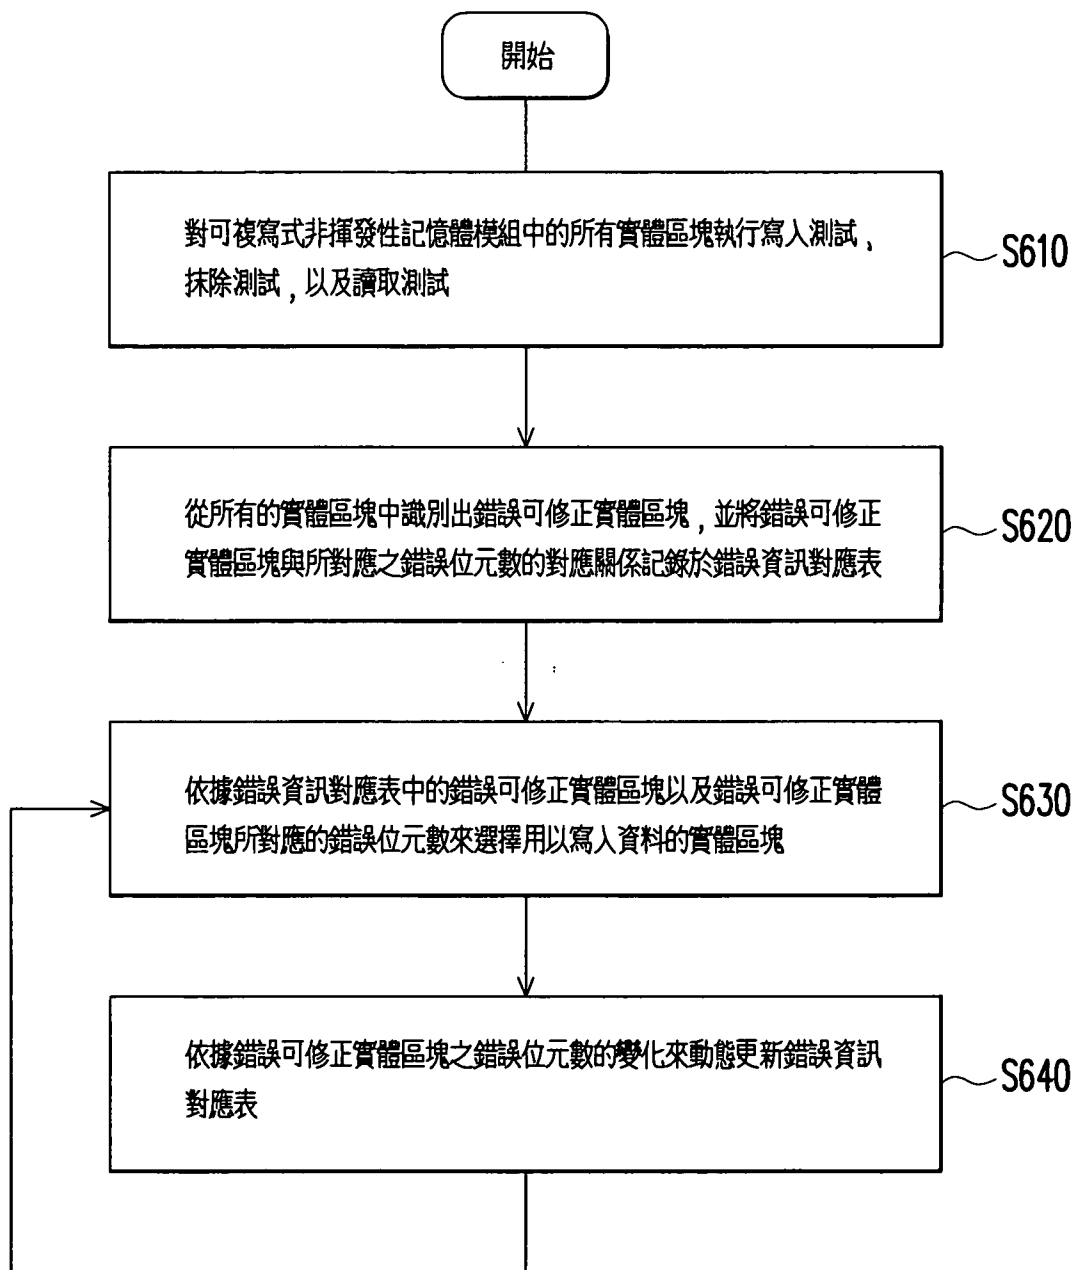 開始
對可複寫式非揮發性記憶體模組中的所有實體區塊執行寫入測試,
抹除測試,以及讀取測試
S610
從所有的實體區塊中識別出錯誤可修正實體區塊,並將錯誤可修正
實體區塊與所對應之錯誤位元數的對應關係記錄於錯誤資訊對應表
S620
依據錯誤資訊對應表中的錯誤可修正實體區塊以及錯誤可修正實體
區塊所對應的錯誤位元數來選擇用以寫入資料的實體區塊
S630
依據錯誤可修正實體區塊之錯誤位元數的變化來動態更新錯誤資訊
對應表
S640